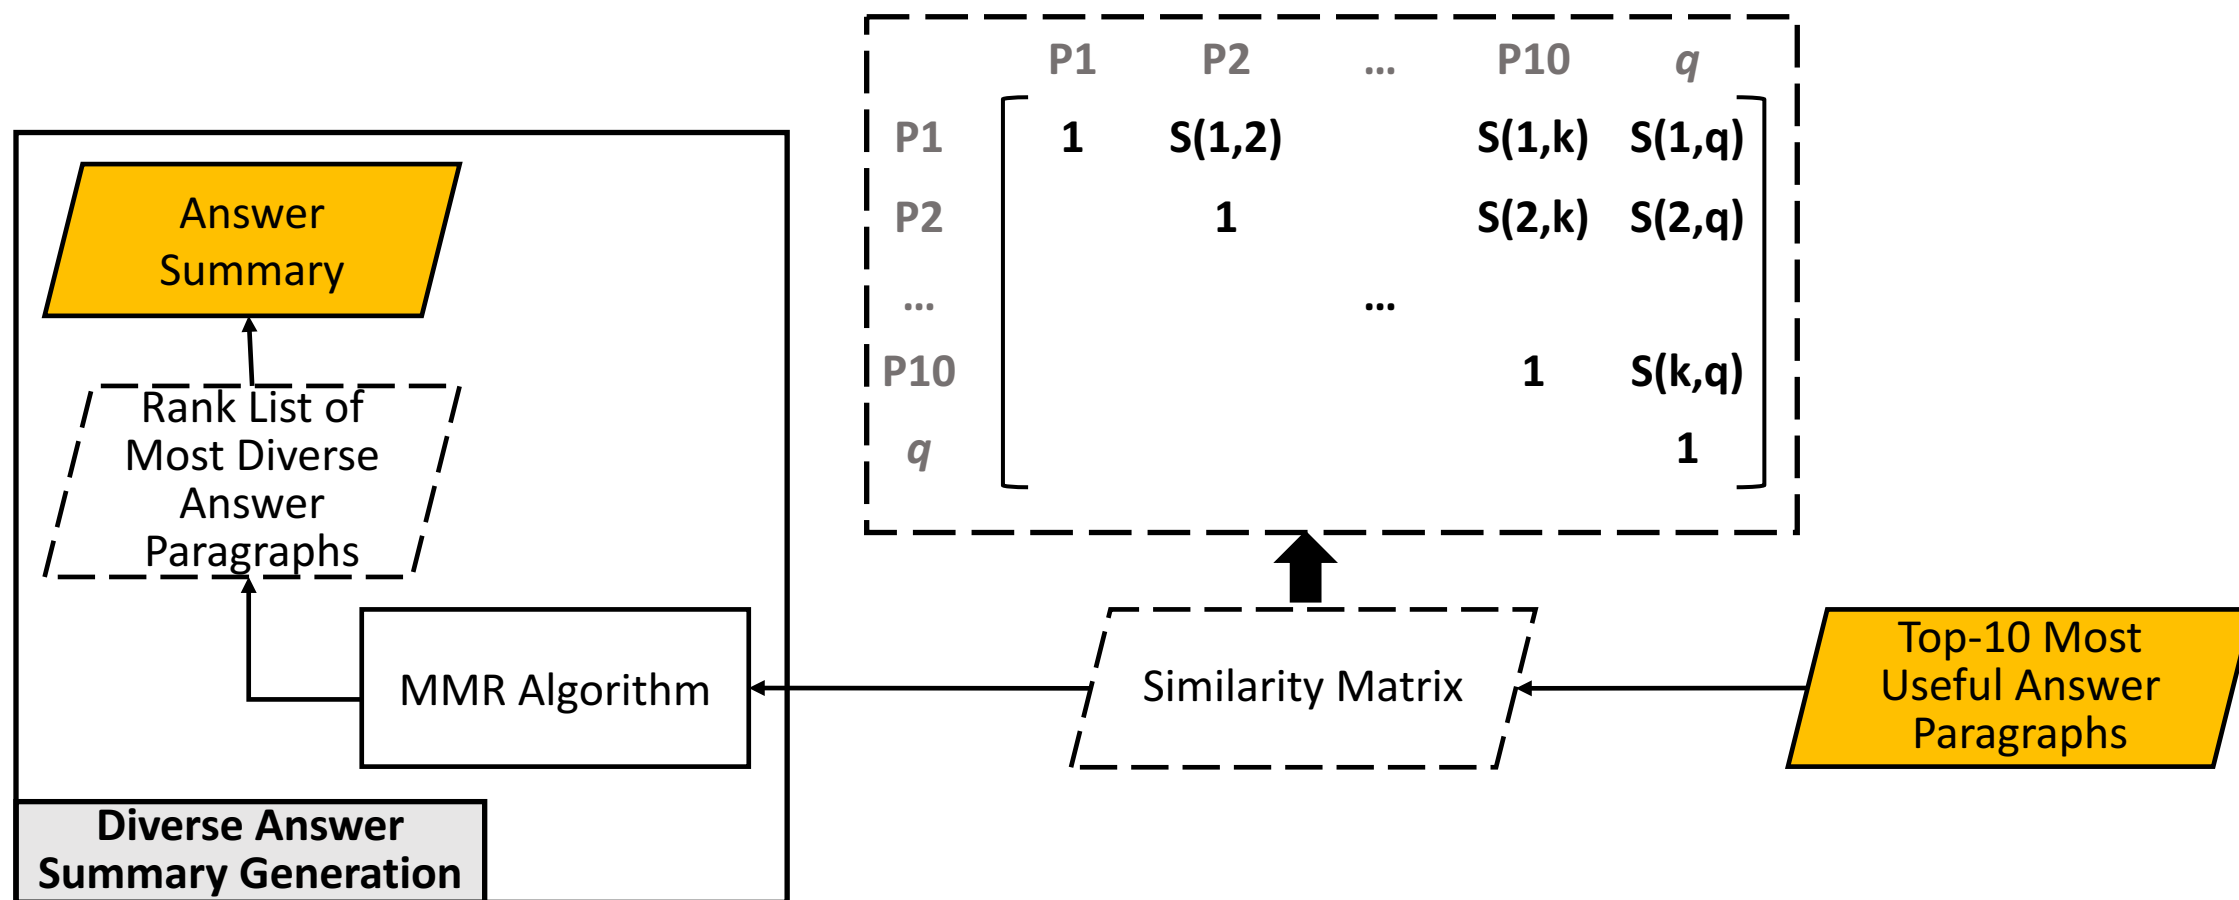 P1 P2 ... P10 q
P1 1 S(1,2) S(1,k) S(1,q)
P2 1 S(2,k) S(2,q)
... ...
P10 1 S(k,q)
q 1
Answer
Summary
Rank List of
Most Diverse
Answer
Paragraphs
MMR Algorithm
Similarity Matrix
Top-10 Most
Useful Answer
Paragraphs
Diverse Answer
Summary Generation